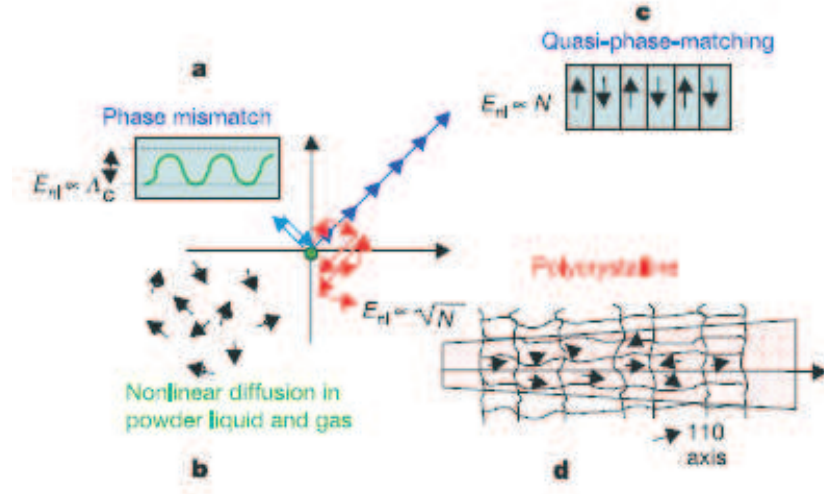 a
Phase mismatch
E_nl ∝ Λ_c
c
Quasi-phase-matching
E_nl ∝ N
E_nl ∝ √N
Nonlinear diffusion in
powder liquid and gas
b
Polycrystalline
110
axis
d